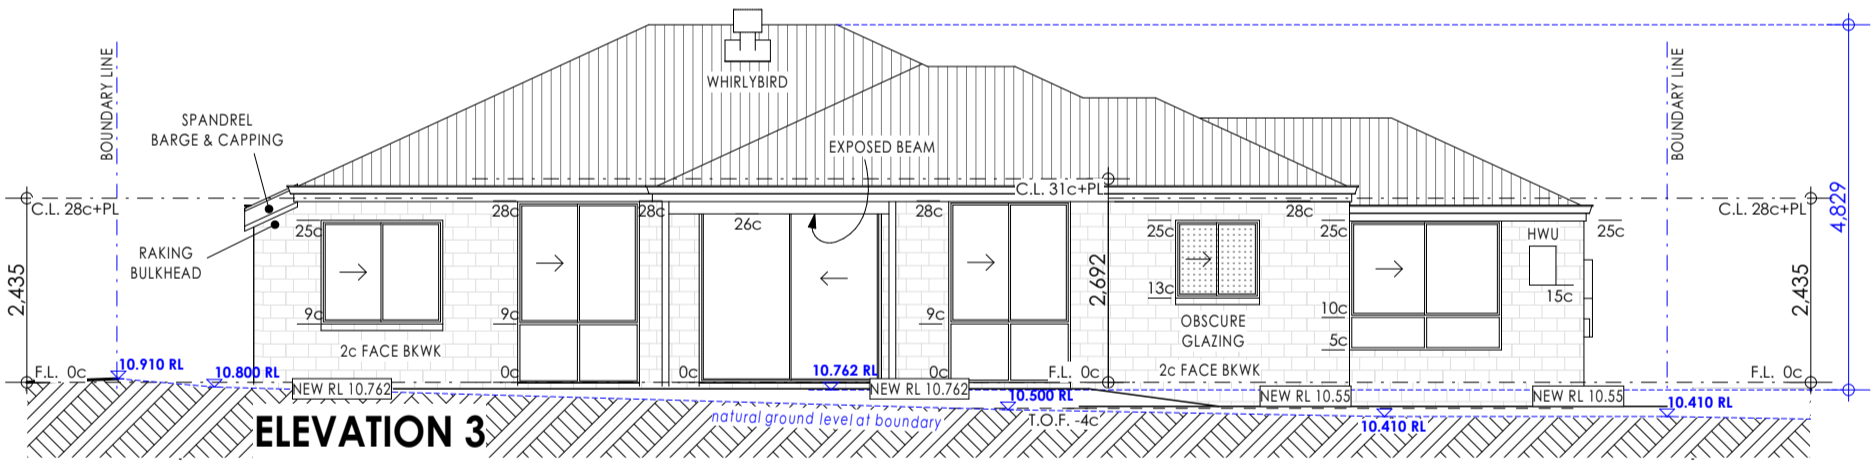 WHIRLYBIRD
BOUNDARY LINE
BOUNDARY LINE
SPANDREL
BARGE & CAPPING
EXPOSED BEAM
4,829
C.L. 31c+PL
C.L. 28c+PL
C.L. 28c+PL
28c
28c
28c
28c
26c
25c
25c
25c
25c
HWU
RAKING
BULKHEAD
2,435
2,692
2,435
13c
15c
9c
9c
9c
10c
5c
OBSCURE
GLAZING
2c FACE BKWK
2c FACE BKWK
F.L. 0c
10.910 RL
10.800 RL
0c
0c
10.762 RL
0c
F.L. 0c
F.L. 0c
NEW RL 10.762
NEW RL 10.762
10.500 RL
NEW RL 10.55
NEW RL 10.55
10.410 RL
ELEVATION 3
natural ground level at boundary
T.O.F. -4c
10.410 RL